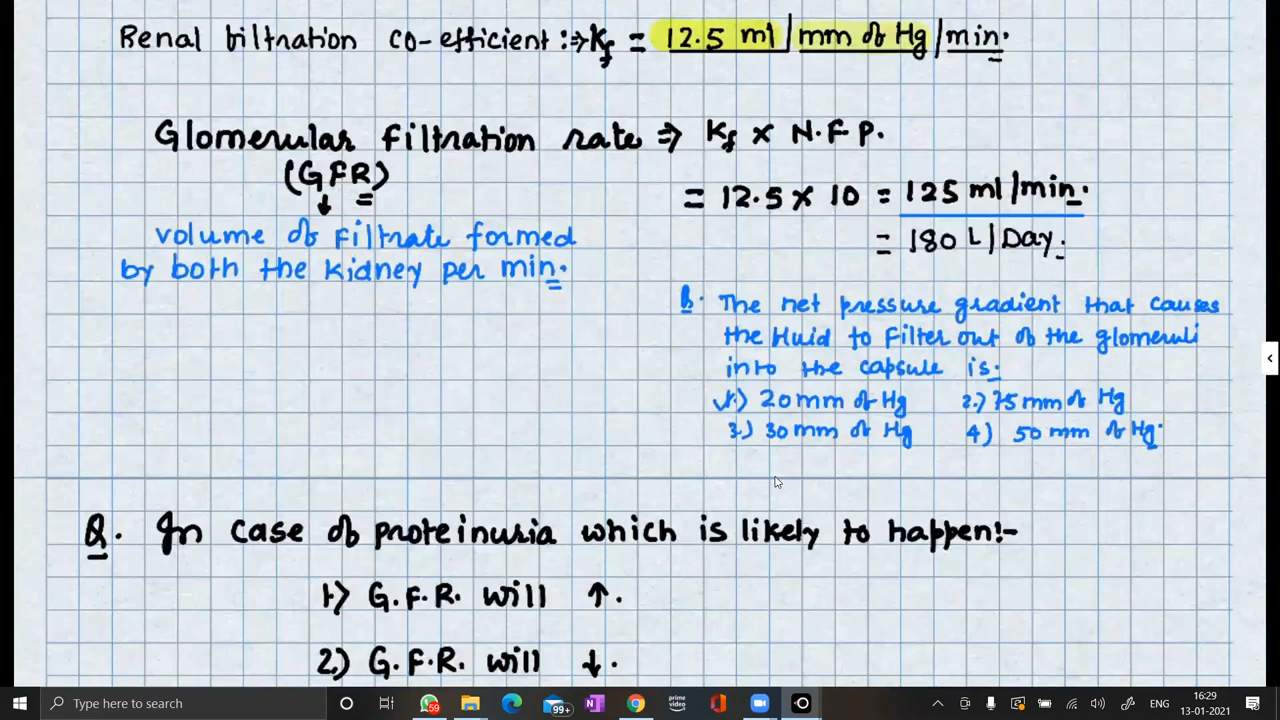 Renal filtration co-efficient :⇒ Kf = 12.5 ml / mm of Hg / min.
Glomerular filtration rate ⇒ Kf x N.F.P.
(GFR)
↓
= 12.5 x 10 = 125 ml/min.
= 180 L/Day.
volume of filtrate formed
by both the kidney per min.
Q. The net pressure gradient that causes
the fluid to filter out of the glomeruli
into the capsule is:
1.) 20 mm of Hg 2.) 75 mm of Hg
3.) 30 mm of Hg 4.) 50 mm of Hg.
Q. In case of proteinuria which is likely to happen:-
1.) G.F.R. will ↑.
2.) G.F.R. will ↓.
Type here to search
59
99+
prime
video
ENG
16:29
13-01-2021